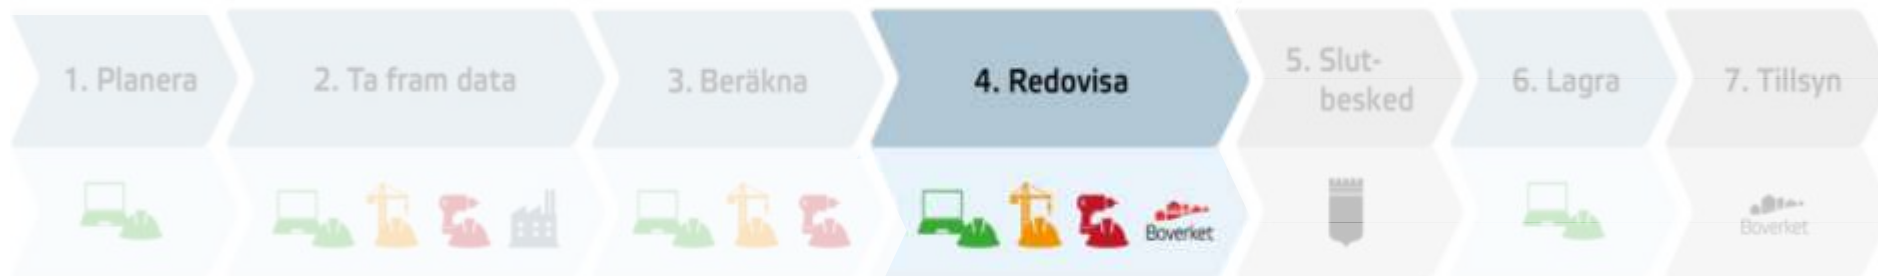 1. Planera
2. Ta fram data
3. Beräkna
4. Redovisa
5. Slut-
besked
6. Lagra
7. Tillsyn
Boverket
Boverket